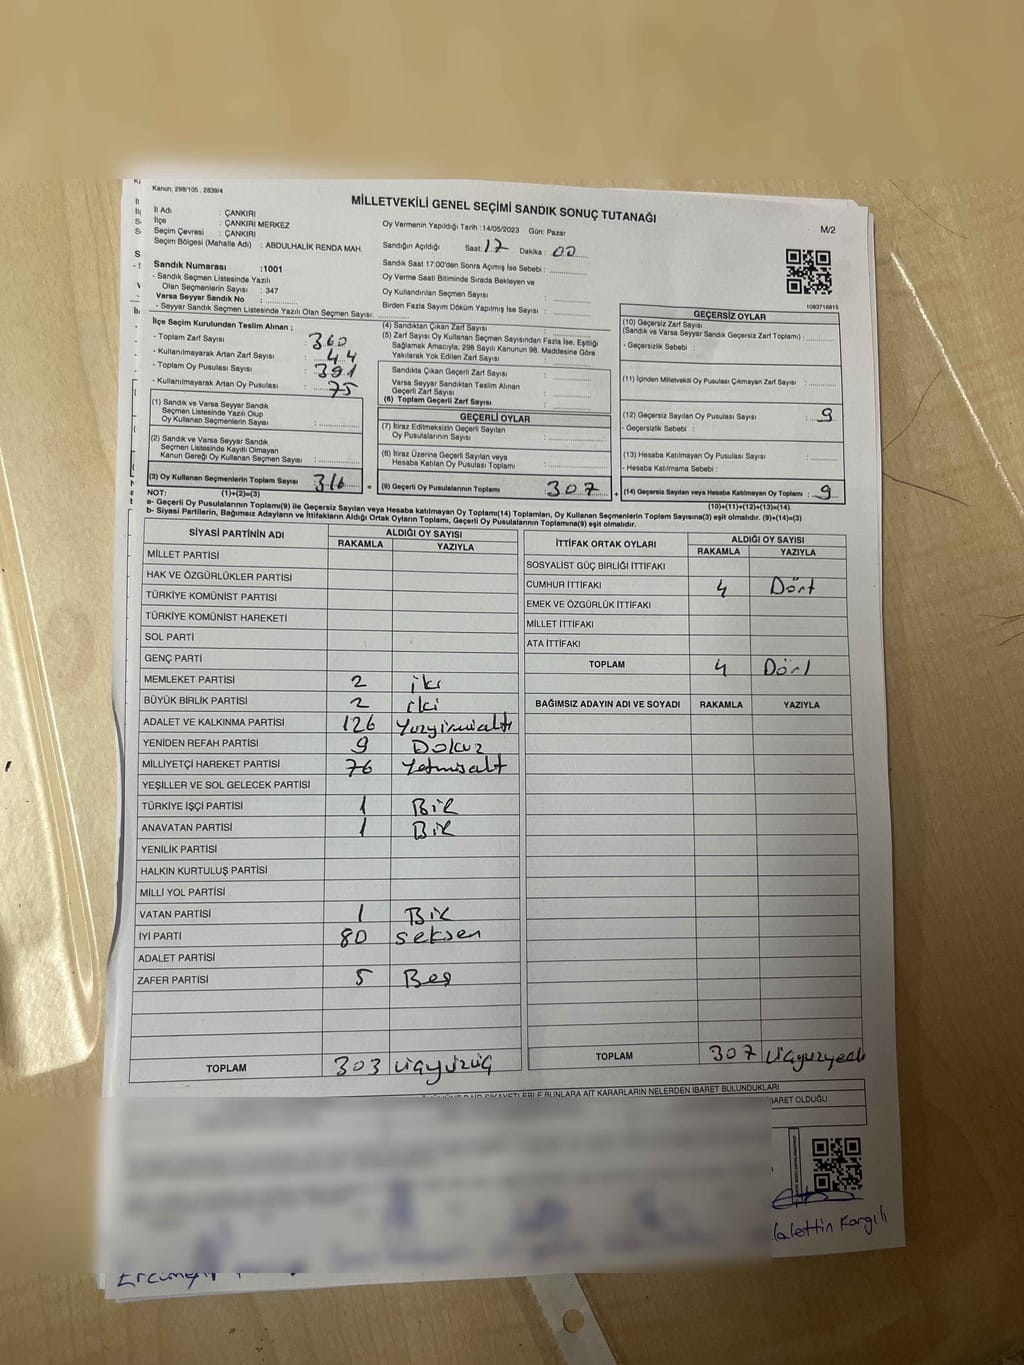 Kanun, 298/105 , 2839/4
MİLLETVEKİLİ GENEL SEÇİMİ SANDIK SONUÇ TUTANAĞI
M/2
İl Adı : ÇANKIRI
İlçe : ÇANKIRI MERKEZ
Seçim Çevresi : ÇANKIRI
Seçim Bölgesi (Mahalle Adı) : ABDULHALİK RENDA MAH.
Oy Vermenin Yapıldığı Tarih :14/05/2023 Gün: Pazar
Sandığın Açıldığı Saat: 17 Dakika : 00
Sandık Saat 17:00'den Sonra Açımış İse Sebebi :
Oy Verme Saati Bitiminde Sırada Bekleyen ve
Oy Kullandırılan Seçmen Sayısı :
Birden Fazla Sayım Döküm Yapılmış İse Sayısı :
1083716815
Sandık Numarası :1001
- Sandık Seçmen Listesinde Yazılı
Olan Seçmenlerin Sayısı : 347
Varsa Seyyar Sandık No :
- Seyyar Sandık Seçmen Listesinde Yazılı Olan Seçmen Sayısı:
İlçe Seçim Kurulundan Teslim Alınan ;
- Toplam Zarf Sayısı : 360
- Kullanılmayarak Artan Zarf Sayısı : 44
- Toplam Oy Pusulası Sayısı : 391
- Kullanılmayarak Artan Oy Pusulası : 75
(1) Sandık ve Varsa Seyyar Sandık
Seçmen Listesinde Yazılı Olup
Oy Kullanan Seçmenlerin Sayısı :
(2) Sandık ve Varsa Seyyar Sandık
Seçmen Listesinde Kayıtlı Olmayan
Kanun Gereği Oy Kullanan Seçmen Sayısı :
(3) Oy Kullanan Seçmenlerin Toplam Sayısı 316
(4) Sandıktan Çıkan Zarf Sayısı :
(5) Zarf Sayısı Oy Kullanan Seçmen Sayısından Fazla İse, Eşitliği
Sağlamak Amacıyla; 298 Sayılı Kanunun 98. Maddesine Göre
Yakılarak Yok Edilen Zarf Sayısı :
Sandıkta Çıkan Geçerli Zarf Sayısı :
Varsa Seyyar Sandıktan Teslim Alınan
Geçerli Zarf Sayısı :
(6) Toplam Geçerli Zarf Sayısı :
GEÇERLİ OYLAR
(7) İtiraz Edilmeksizin Geçerli Sayılan
Oy Pusulalarının Sayısı :
(8) İtiraz Üzerine Geçerli Sayılan veya
Hesaba Katılan Oy Pusulası Toplamı :
= (9) Geçerli Oy Pusulalarının Toplamı : 307
GEÇERSİZ OYLAR
(10) Geçersiz Zarf Sayısı
(Sandık ve Varsa Seyyar Sandık Geçersiz Zarf Toplamı) :
- Geçersizlik Sebebi :
(11) İçinden Milletvekili Oy Pusulası Çıkmayan Zarf Sayısı :
(12) Geçersiz Sayılan Oy Pusulası Sayısı : 9
- Geçersizlik Sebebi :
(13) Hesaba Katılmayan Oy Pusulası Sayısı :
- Hesaba Katılmama Sebebi :
+ (14) Geçersiz Sayılan veya Hesaba Katılmayan Oy Toplamı : 9
NOT: (1)+(2)=(3)
(10)+(11)+(12)+(13)=(14)
a- Geçerli Oy Pusulalarının Toplamı(9) ile Geçersiz Sayılan veya Hesaba katılmayan Oy Toplamı(14) Toplamları, Oy Kullanan Seçmenlerin Toplam Sayısına(3) eşit olmalıdır. (9)+(14)=(3)
b- Siyasi Partilerin, Bağımsız Adayların ve İttifakların Aldığı Ortak Oyların Toplamı, Geçerli Oy Pusulalarının Toplamına(9) eşit olmalıdır.
SİYASİ PARTİNİN ADI ALDIĞI OY SAYISI
RAKAMLA YAZIYLA
MİLLET PARTİSİ
HAK VE ÖZGÜRLÜKLER PARTİSİ
TÜRKİYE KOMÜNİST PARTİSİ
TÜRKİYE KOMÜNİST HAREKETİ
SOL PARTİ
GENÇ PARTİ
MEMLEKET PARTİSİ 2 iki
BÜYÜK BİRLİK PARTİSİ 2 iki
ADALET VE KALKINMA PARTİSİ 126 Yuzyirmialtı
YENİDEN REFAH PARTİSİ 9 Dokuz
MİLLİYETÇİ HAREKET PARTİSİ 76 Yetmisalt
YEŞİLLER VE SOL GELECEK PARTİSİ
TÜRKİYE İŞÇİ PARTİSİ 1 Bir
ANAVATAN PARTİSİ 1 Bir
YENİLİK PARTİSİ
HALKIN KURTULUŞ PARTİSİ
MİLLİ YOL PARTİSİ
VATAN PARTİSİ 1 Bir
İYİ PARTİ 80 seksen
ADALET PARTİSİ
ZAFER PARTİSİ 5 Beş
TOPLAM 303 üçyüzüç
İTTİFAK ORTAK OYLARI ALDIĞI OY SAYISI
RAKAMLA YAZIYLA
SOSYALİST GÜÇ BİRLİĞİ İTTİFAKI
CUMHUR İTTİFAKI 4 Dört
EMEK VE ÖZGÜRLÜK İTTİFAKI
MİLLET İTTİFAKI
ATA İTTİFAKI
TOPLAM 4 Dört
BAĞIMSIZ ADAYIN ADI VE SOYADI RAKAMLA YAZIYLA
TOPLAM 307 üçyuzyedi
ŞİKAYETLERLE BUNLARA AİT KARARLARIN NELERDEN İBARET BULUNDUKLARI
İBARET OLDUĞU
Kargılı